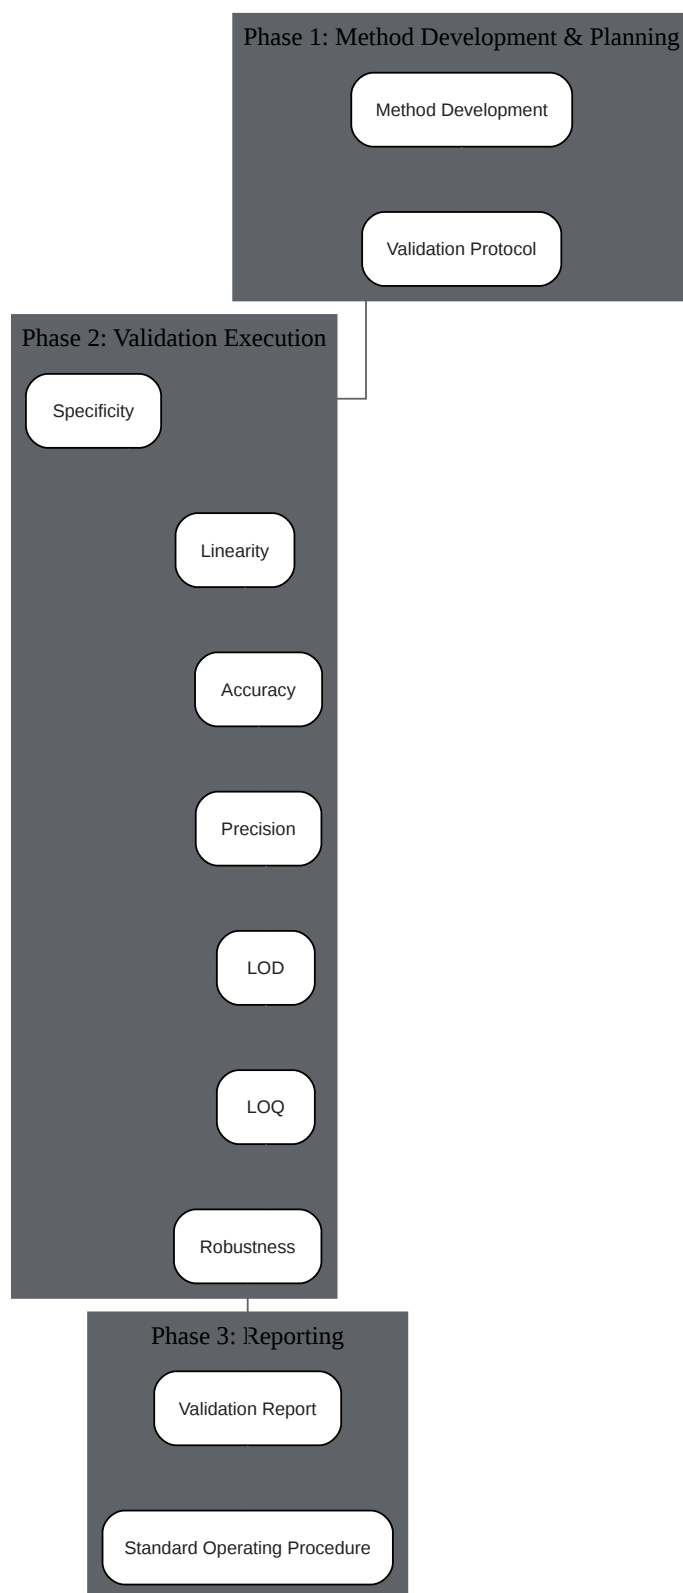 Phase 1: Method Development & Planning
Method Development
Validation Protocol
Phase 2: Validation Execution
Specificity
Linearity
Accuracy
Precision
LOD
LOQ
Robustness
Phase 3: Reporting
Validation Report
Standard Operating Procedure